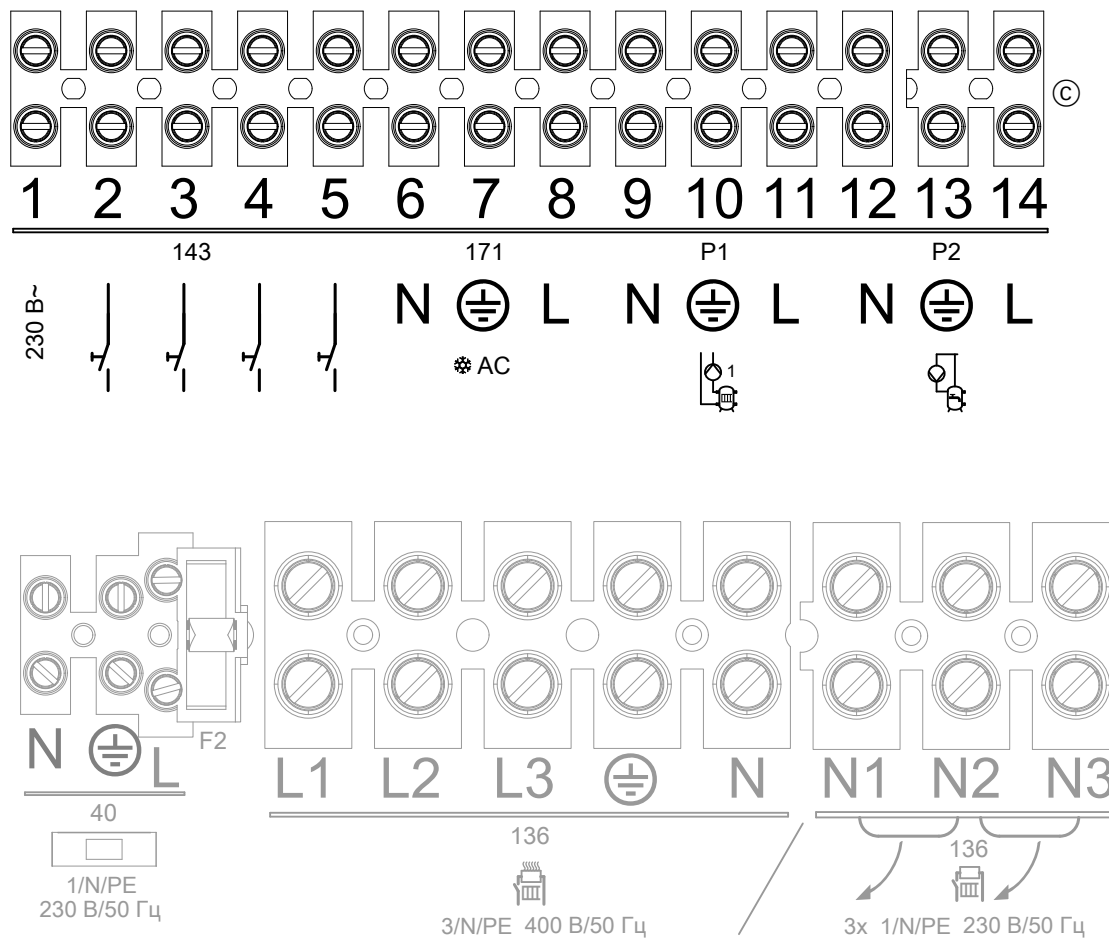 ©
1 2 3 4 5 6 7 8 9 10 11 12 13 14
143 171 P1 P2
230 В~
N L N L N L
AC
1
N L F2 L1 L2 L3 N N1 N2 N3
40
136
136
1/N/PE
230 В/50 Гц
3/N/PE 400 В/50 Гц
3x 1/N/PE 230 В/50 Гц